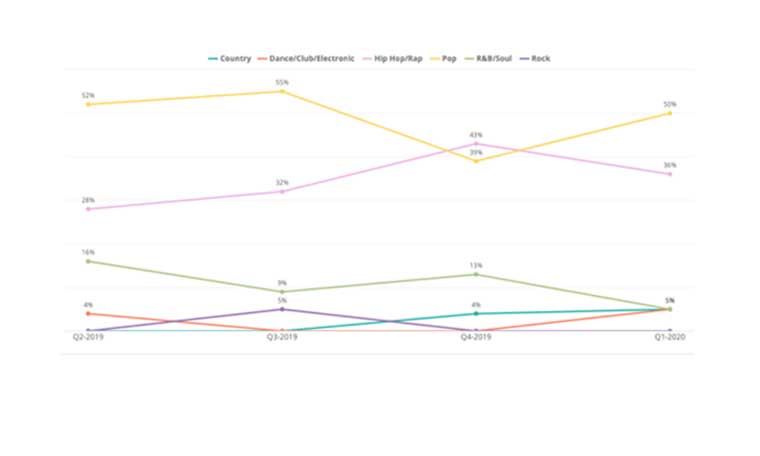 Country Dance/Club/Electronic Hip Hop/Rap Pop R&B/Soul Rock
52% 55% 39% 50%
28% 32% 43% 36%
16% 9% 13% 5%
4% 5% 4%
Q2-2019 Q3-2019 Q4-2019 Q1-2020